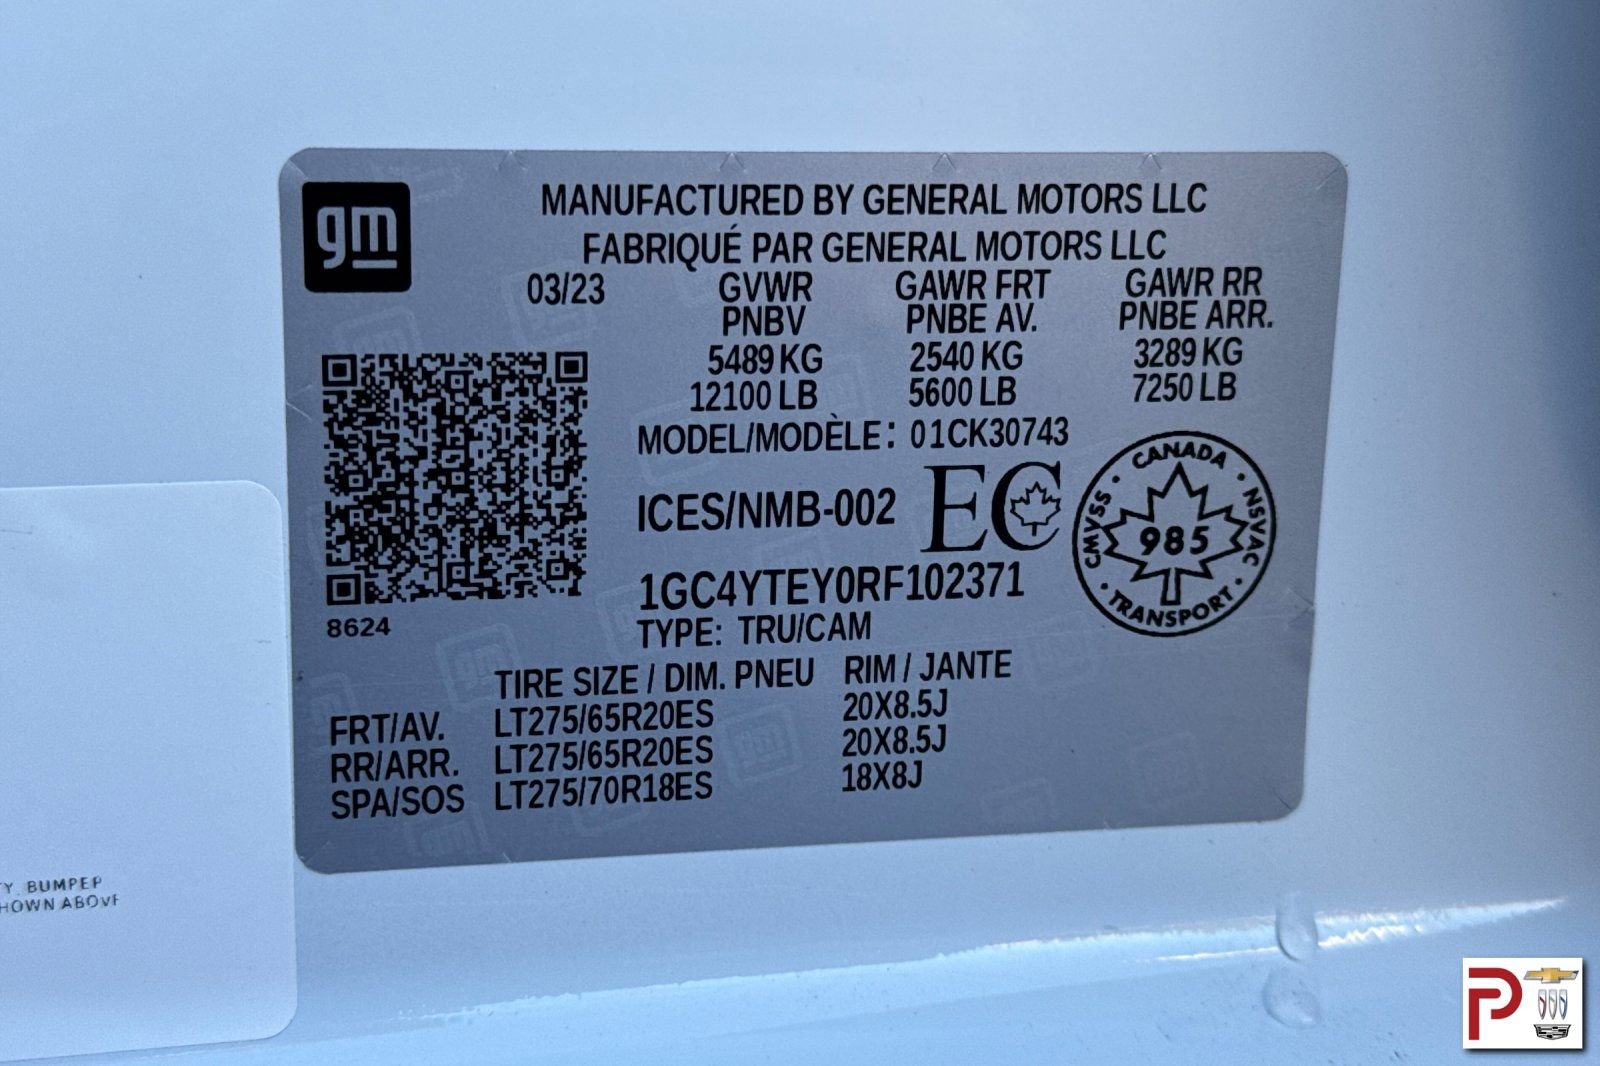 gm
MANUFACTURED BY GENERAL MOTORS LLC
FABRIQUÉ PAR GENERAL MOTORS LLC
03/23 GVWR GAWR FRT GAWR RR
PNBV PNBE AV. PNBE ARR.
5489 KG 2540 KG 3289 KG
12100 LB 5600 LB 7250 LB
MODEL/MODÈLE: 01CK30743
ICES/NMB-002 EC
CANADA
CMVSS 985 NSVAC
TRANSPORT
1GC4YTEY0RF102371
8624
TYPE: TRU/CAM
TIRE SIZE / DIM. PNEU RIM / JANTE
FRT/AV. LT275/65R20ES 20X8.5J
RR/ARR. LT275/65R20ES 20X8.5J
SPA/SOS LT275/70R18ES 18X8J
BUMPER
HOWN ABOVE
P